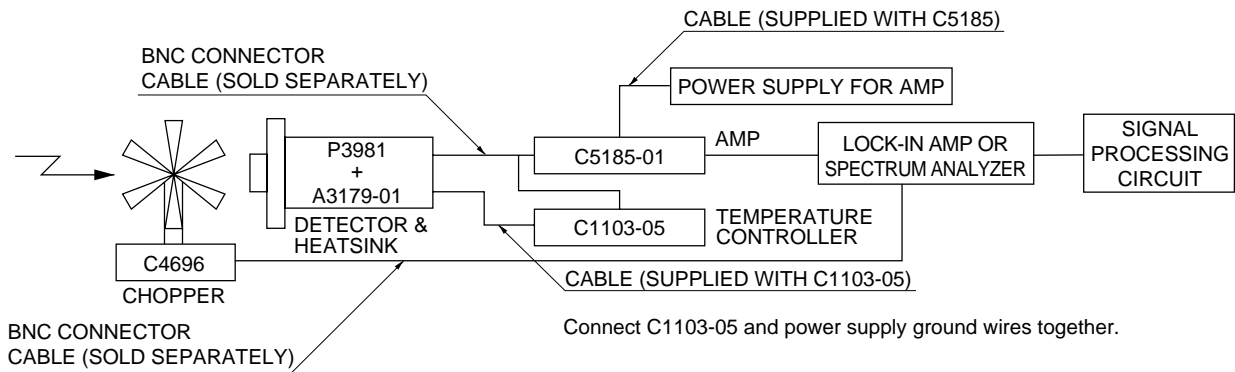 CABLE (SUPPLIED WITH C5185)
BNC CONNECTOR
CABLE (SOLD SEPARATELY)
POWER SUPPLY FOR AMP
P3981
+
A3179-01
DETECTOR &
HEATSINK
C5185-01
AMP
LOCK-IN AMP OR
SPECTRUM ANALYZER
SIGNAL
PROCESSING
CIRCUIT
C1103-05
TEMPERATURE
CONTROLLER
C4696
CHOPPER
CABLE (SUPPLIED WITH C1103-05)
BNC CONNECTOR
CABLE (SOLD SEPARATELY)
Connect C1103-05 and power supply ground wires together.